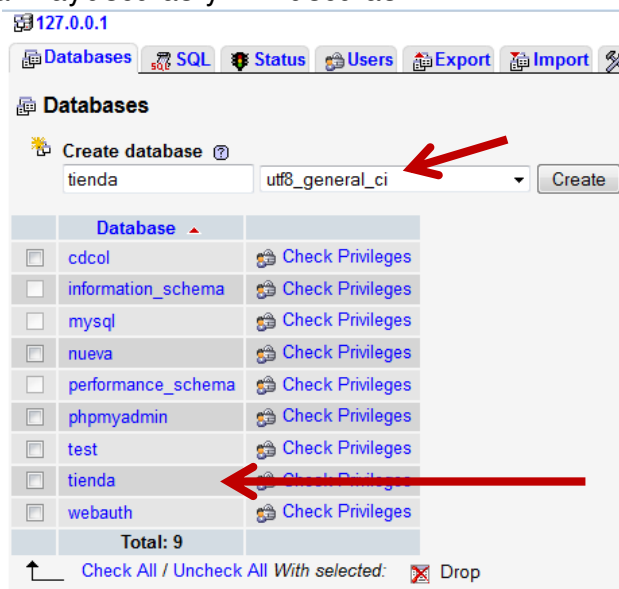 127.0.0.1
Databases SQL Status Users Export Import
Databases
Create database
tienda utf8_general_ci Create
Database
cdcol Check Privileges
information_schema Check Privileges
mysql Check Privileges
nueva Check Privileges
performance_schema Check Privileges
phpmyadmin Check Privileges
test Check Privileges
tienda Check Privileges
webauth Check Privileges
Total: 9
Check All / Uncheck All With selected: Drop